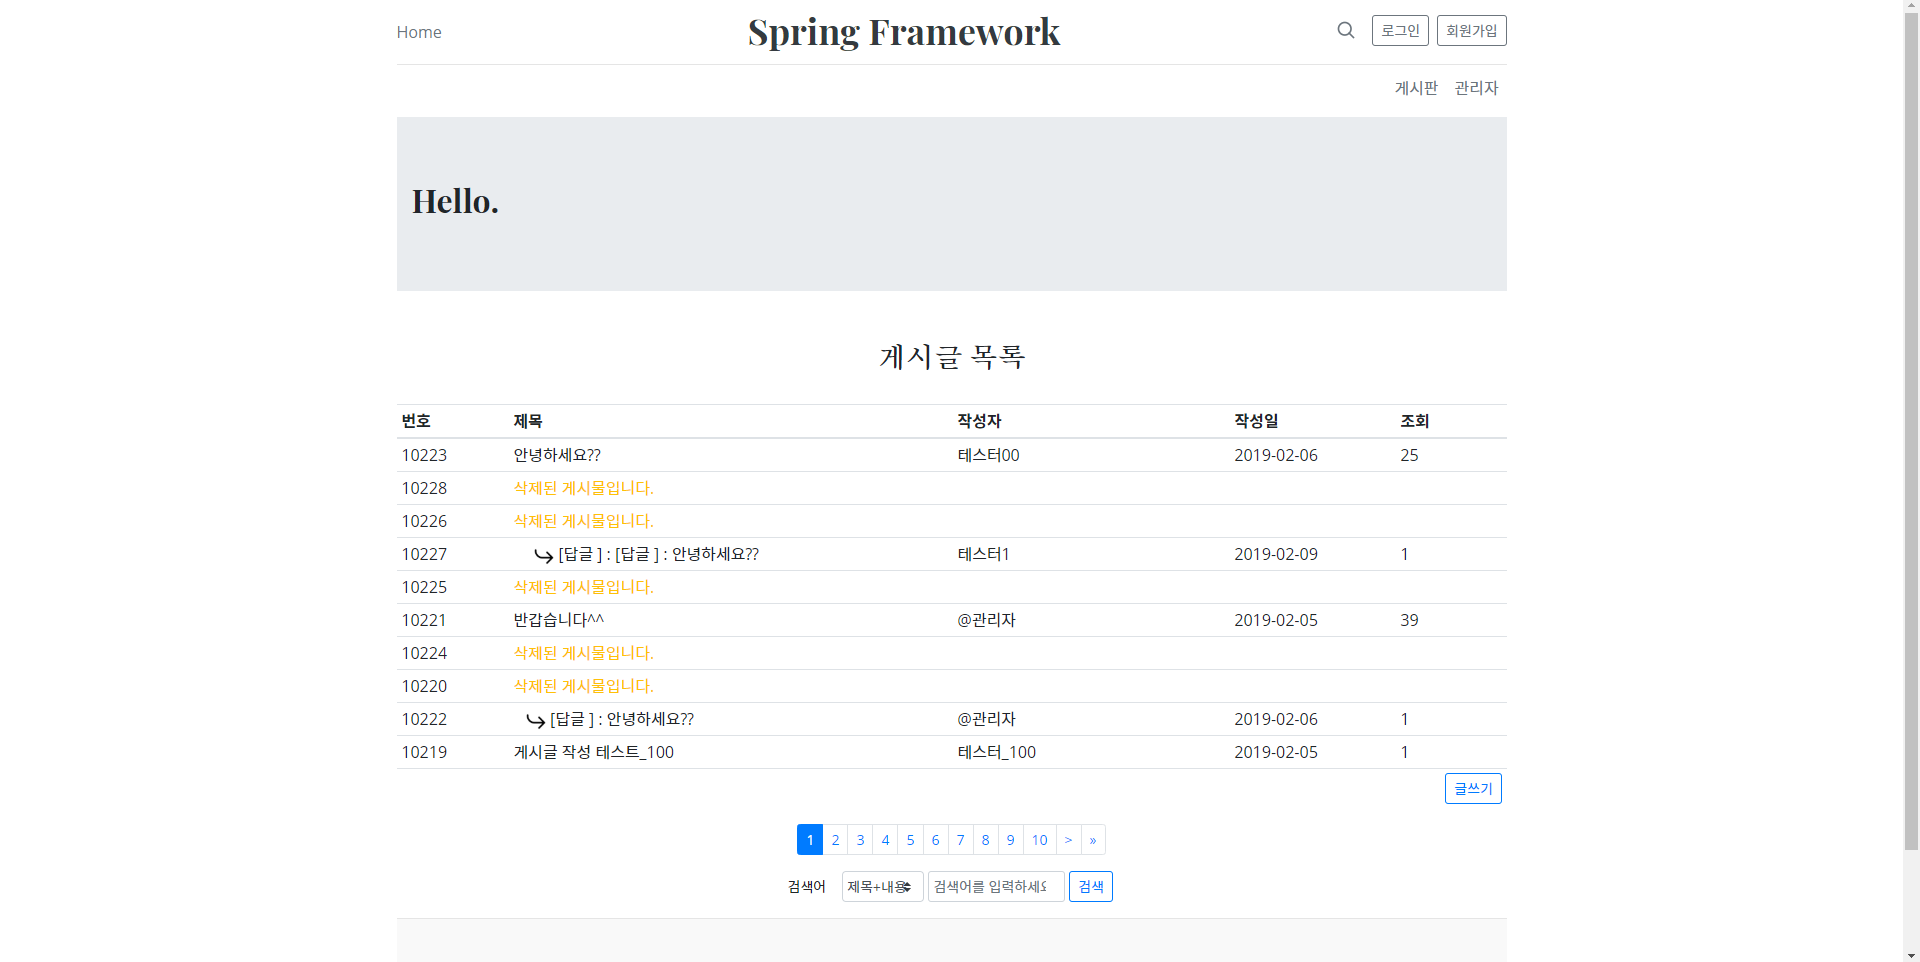 Home Spring Framework 로그인 회원가입
게시판 관리자
Hello.
게시글 목록
번호 제목 작성자 작성일 조회
10223 안녕하세요?? 테스터00 2019-02-06 25
10228 삭제된 게시물입니다.
10226 삭제된 게시물입니다.
10227 [답글 ] : [답글 ] : 안녕하세요?? 테스터1 2019-02-09 1
10225 삭제된 게시물입니다.
10221 반갑습니다^^ @관리자 2019-02-05 39
10224 삭제된 게시물입니다.
10220 삭제된 게시물입니다.
10222 [답글 ] : 안녕하세요?? @관리자 2019-02-06 1
10219 게시글 작성 테스트_100 테스터_100 2019-02-05 1
글쓰기
1 2 3 4 5 6 7 8 9 10 > »
검색어 제목+내용 검색어를 입력하세요 검색